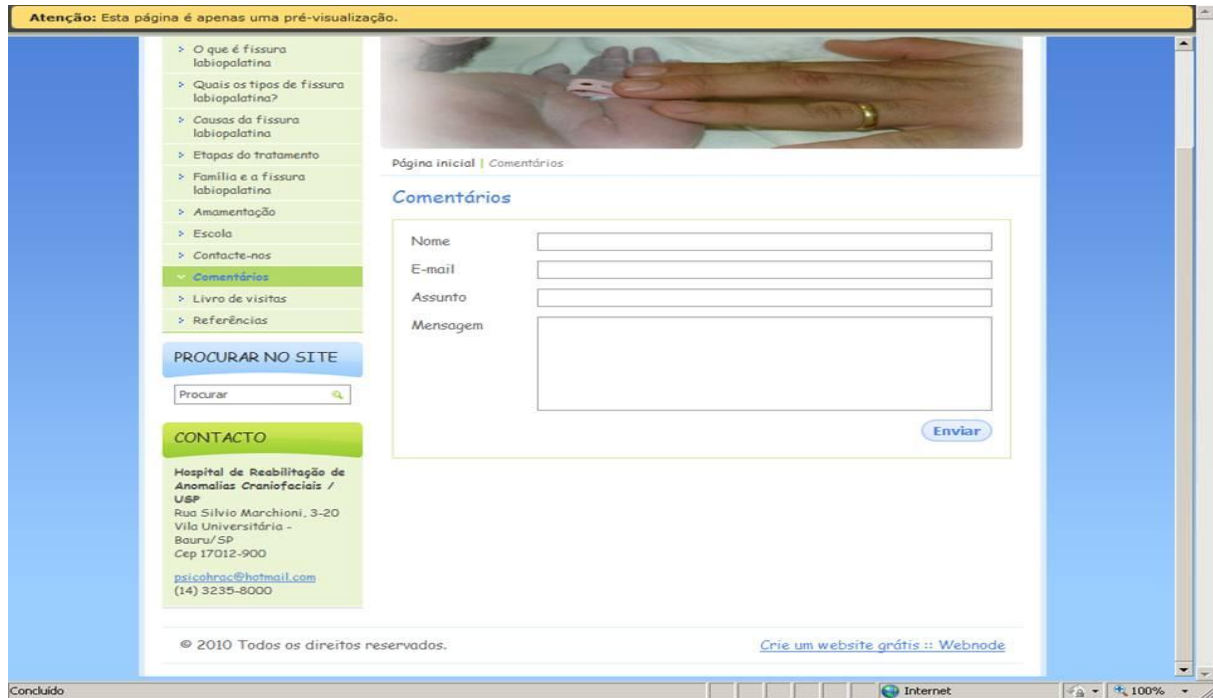 Atenção: Esta página é apenas uma pré-visualização.
O que é fissura
labiopalatina
Quais os tipos de fissura
labiopalatina?
Causas da fissura
labiopalatina
Etapas do tratamento
Família e a fissura
labiopalatina
Amamentação
Escola
Contacte-nos
Comentários
Livro de visitas
Referências
PROCURAR NO SITE
Procurar
CONTACTO
Hospital de Reabilitação de
Anomalias Craniofaciais /
USP
Rua Silvio Marchioni, 3-20
Vila Universitária -
Bauru/SP
Cep 17012-900
psicohrac@hotmail.com
(14) 3235-8000
Página inicial | Comentários
Comentários
Nome
E-mail
Assunto
Mensagem
Enviar
© 2010 Todos os direitos reservados.
Crie um website grátis :: Webnode
Concluído
Internet
100%